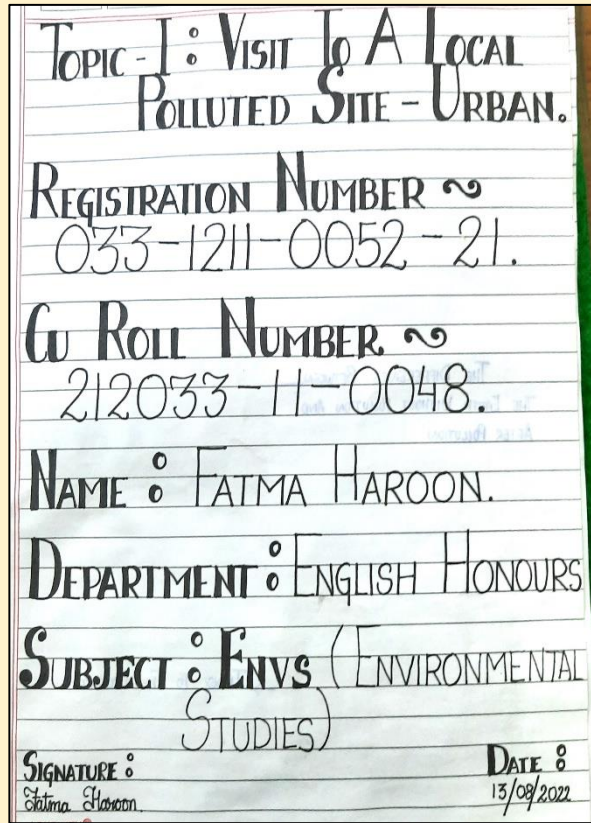 TOPIC - I : VISIT TO A LOCAL
POLLUTED SITE - URBAN.
REGISTRATION NUMBER ~
033-1211-0052-21.
CU ROLL NUMBER ~
212033-11-0048.
NAME : FATMA HAROON.
DEPARTMENT : ENGLISH HONOURS
SUBJECT : ENVS (ENVIRONMENTAL
STUDIES)
SIGNATURE :
Fatma Haroon
DATE :
13/08/2022